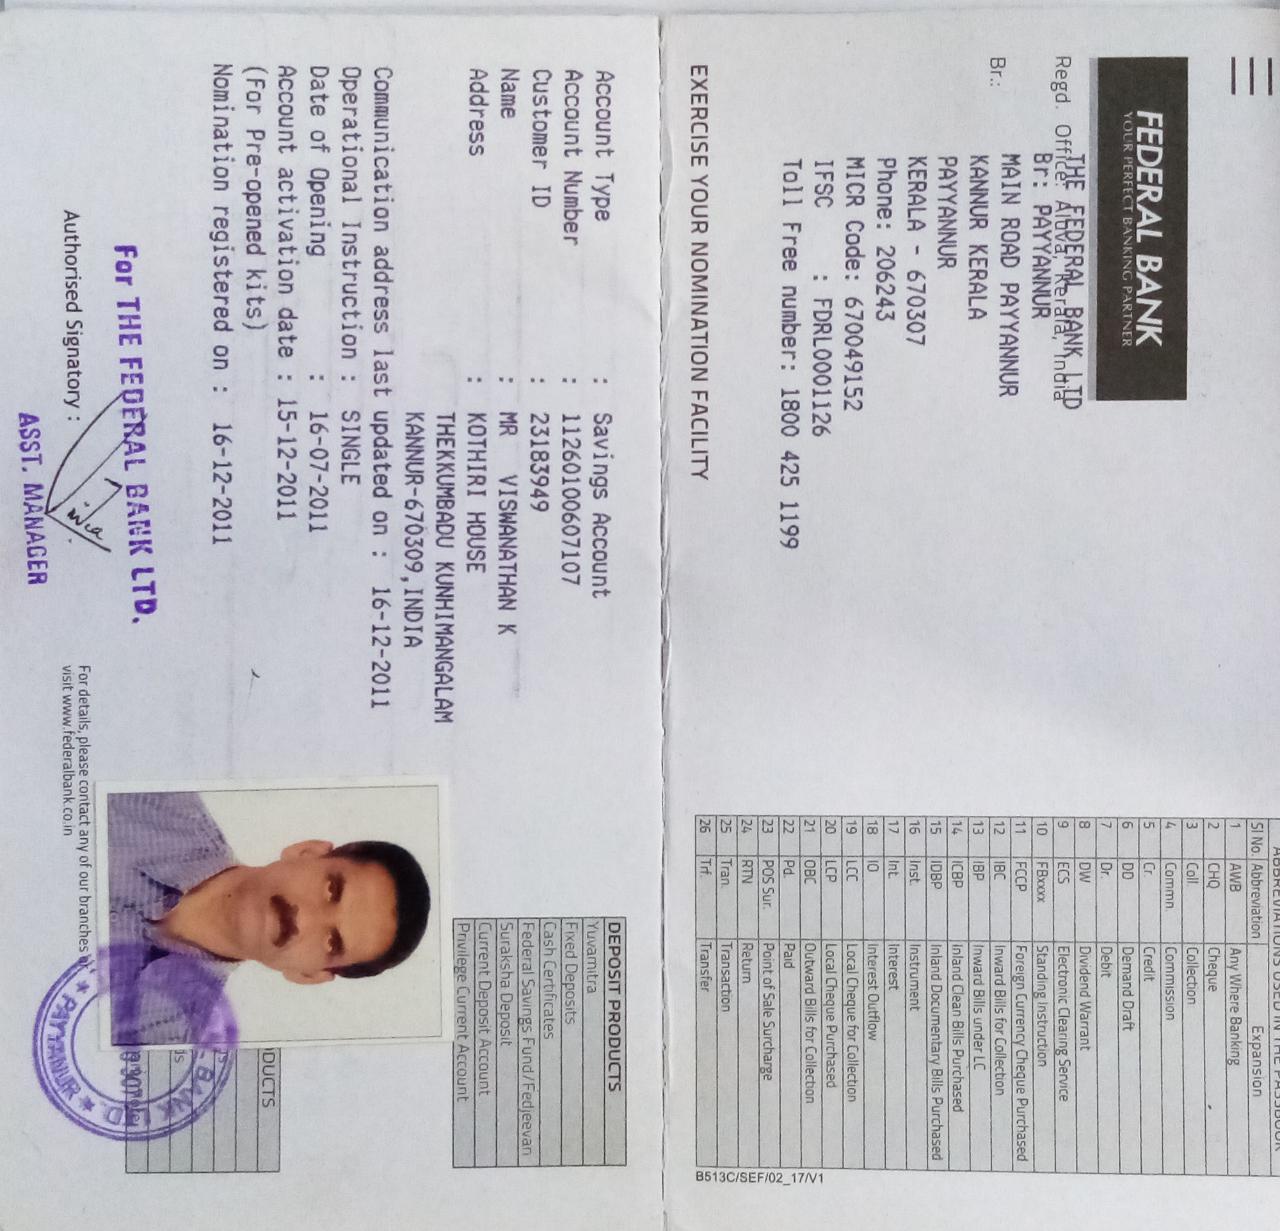 FEDERAL BANK
YOUR PERFECT BANKING PARTNER
Regd. Office: Aluva, Kerala, India
THE FEDERAL BANK LTD
Br.:
Br: PAYYANNUR
MAIN ROAD PAYYANNUR
KANNUR KERALA
PAYYANNUR
KERALA - 670307
Phone: 206243
MICR Code: 670049152
IFSC : FDRL0001126
Toll Free number: 1800 425 1199
EXERCISE YOUR NOMINATION FACILITY
ABBREVIATIONS USED IN THE PASSBOOK
Sl No. Abbreviation Expansion
1 AWB Any Where Banking
2 CHQ Cheque
3 Coll. Collection
4 Commn. Commission
5 Cr. Credit
6 DD Demand Draft
7 Dr. Debit
8 DW Dividend Warrant
9 ECS Electronic Clearing Service
10 FBxxxx Standing Instruction
11 FCCP Foreign Currency Cheque Purchased
12 IBC Inward Bills for Collection
13 IBP Inward Bills under LC
14 ICBP Inland Clean Bills Purchased
15 IDBP Inland Documentary Bills Purchased
16 Inst. Instrument
17 Int. Interest
18 IO Interest Outflow
19 LCC Local Cheque for Collection
20 LCP Local Cheque Purchased
21 OBC Outward Bills for Collection
22 Pd. Paid
23 POS Sur. Point of Sale Surcharge
24 RTN Return
25 Tran. Transaction
26 Trf. Transfer
B513C/SEF/02_17/V1
Account Type : Savings Account
Account Number : 11260100607107
Customer ID : 23183949
Name : MR VISWANATHAN K
Address : KOTHIRI HOUSE
THEKKUMBADU KUNHIMANGALAM
KANNUR-670309,INDIA
Communication address last updated on : 16-12-2011
Operational Instruction : SINGLE
Date of Opening : 16-07-2011
Account activation date : 15-12-2011
(For Pre-opened kits)
Nomination registered on : 16-12-2011
DEPOSIT PRODUCTS
Yuvamitra
Fixed Deposits
Cash Certificates
Federal Savings Fund/Fedjeevan
Suraksha Deposit
Current Deposit Account
Privilege Current Account
DUCTS
For THE FEDERAL BANK LTD.
Authorised Signatory :
ASST. MANAGER
For details, please contact any of our branches or
visit www.federalbank.co.in
BANK LTD.
PAYYANUR